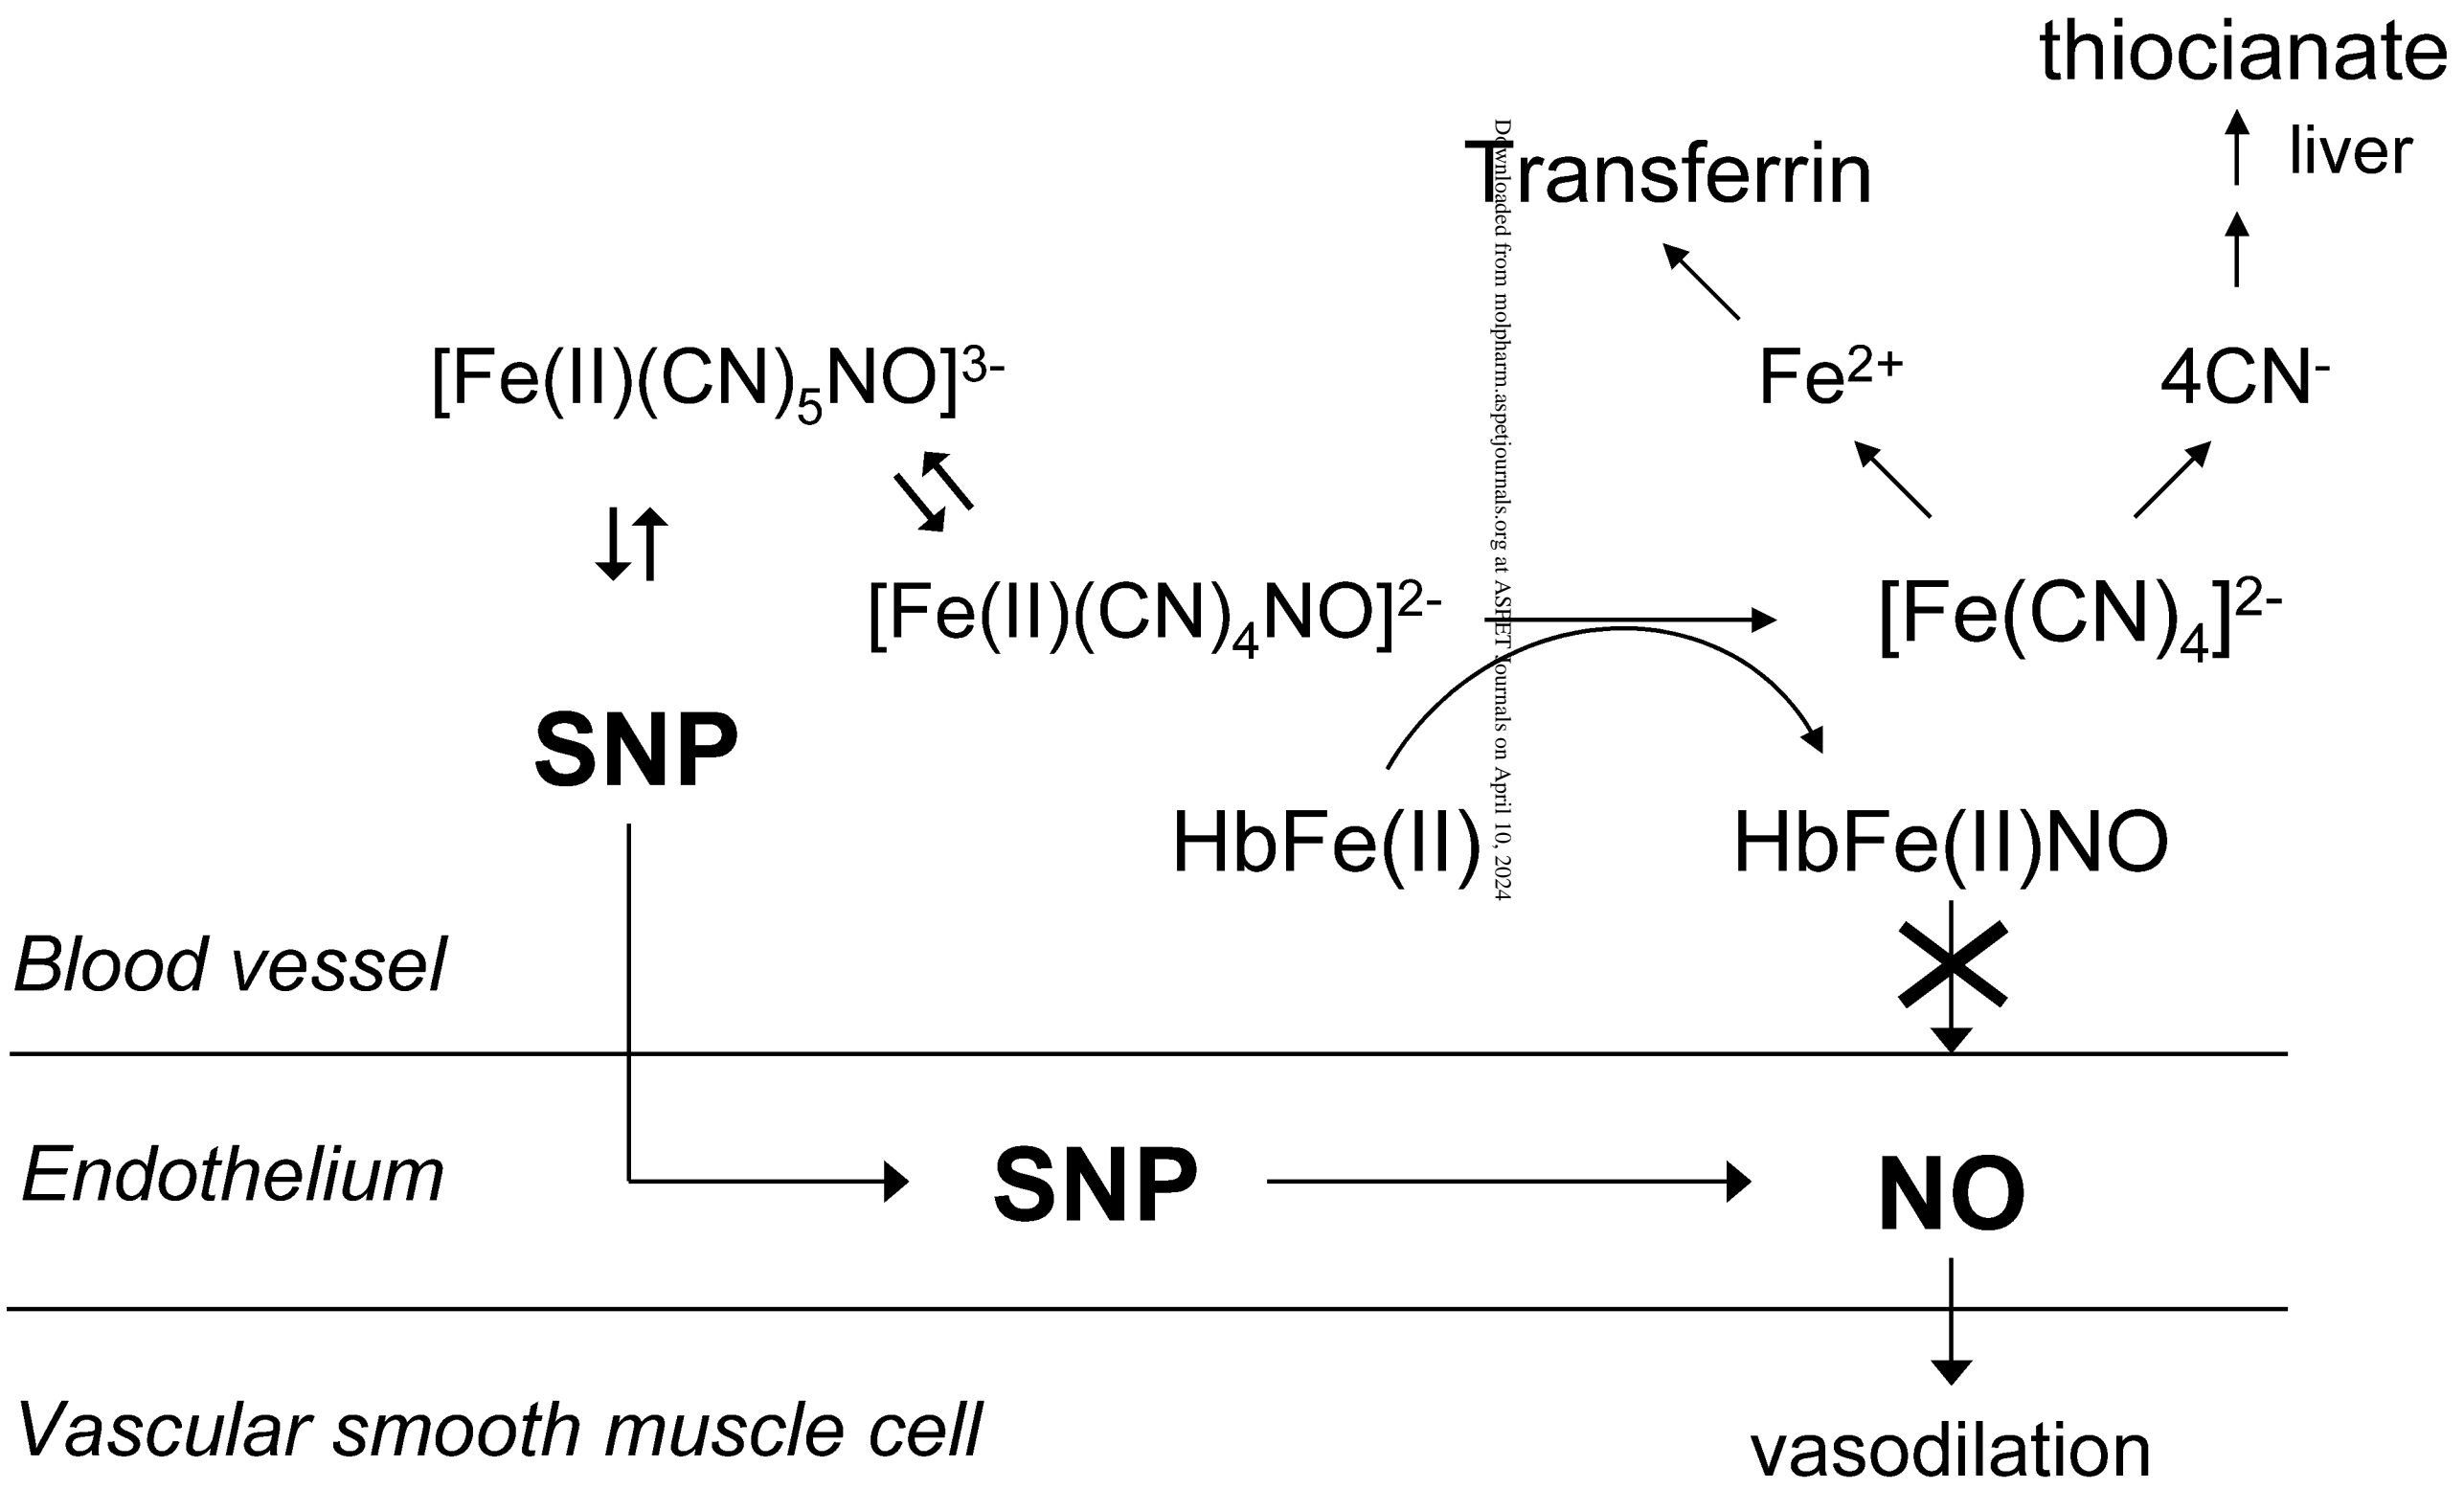 thiocianate
liver
Transferrin
[Fe(II)(CN)5NO]3-
Fe2+
4CN-
[Fe(II)(CN)4NO]2-
[Fe(CN)4]2-
SNP
HbFe(II)
HbFe(II)NO
Downloaded from molpharm.aspetjournals.org at ASPET Journals on April 10, 2024
Blood vessel
Endothelium
SNP
NO
Vascular smooth muscle cell
vasodilation